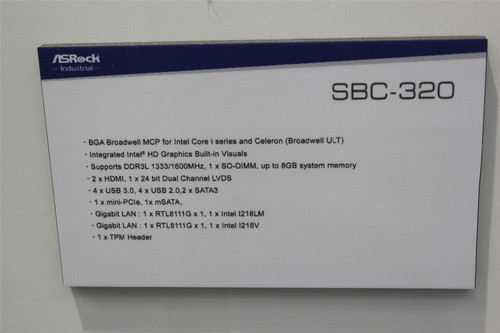 ASRock
Industrial
SBC-320
· BGA Broadwell MCP for Intel Core i series and Celeron (Broadwell ULT)
· Integrated Intel® HD Graphics Built-in Visuals
· Supports DDR3L 1333/1600MHz, 1 x SO-DIMM, up to 8GB system memory
· 2 x HDMI, 1 x 24 bit Dual Channel LVDS
· 4 x USB 3.0, 4 x USB 2.0,2 x SATA3
· 1 x mini-PCIe, 1x mSATA,
· Gigabit LAN : 1 x RTL8111G x 1, 1 x Intel I218LM
· Gigabit LAN : 1 x RTL8111G x 1, 1 x Intel I218V
· 1 x TPM Header